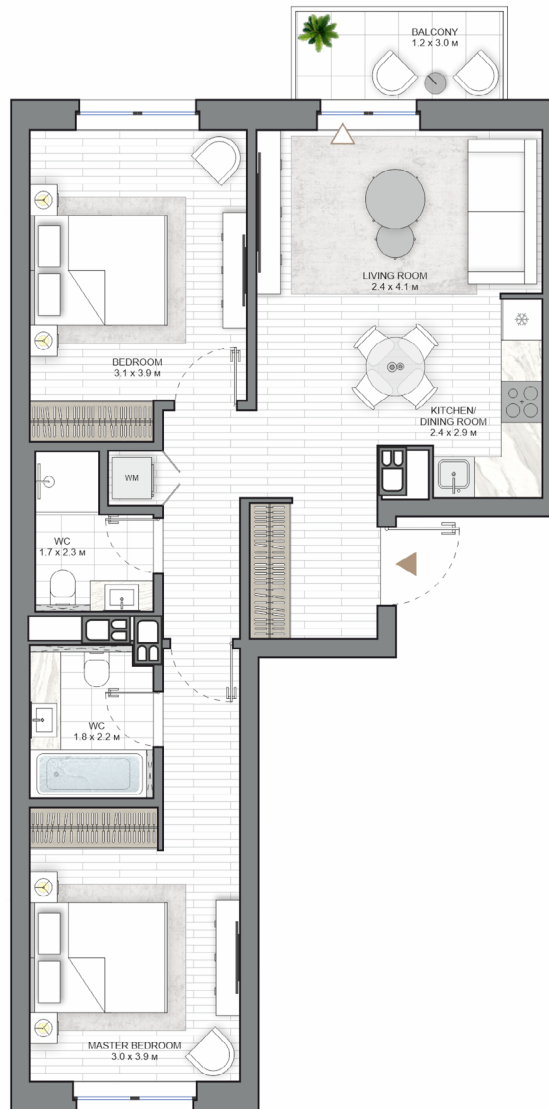 BALCONY
1.2 x 3.0 м
LIVING ROOM
2.4 x 4.1 м
BEDROOM
3.1 x 3.9 м
KITCHEN/
DINING ROOM
2.4 x 2.9 м
WM
WC
1.7 x 2.3 м
WC
1.8 x 2.2 м
MASTER BEDROOM
3.0 x 3.9 м